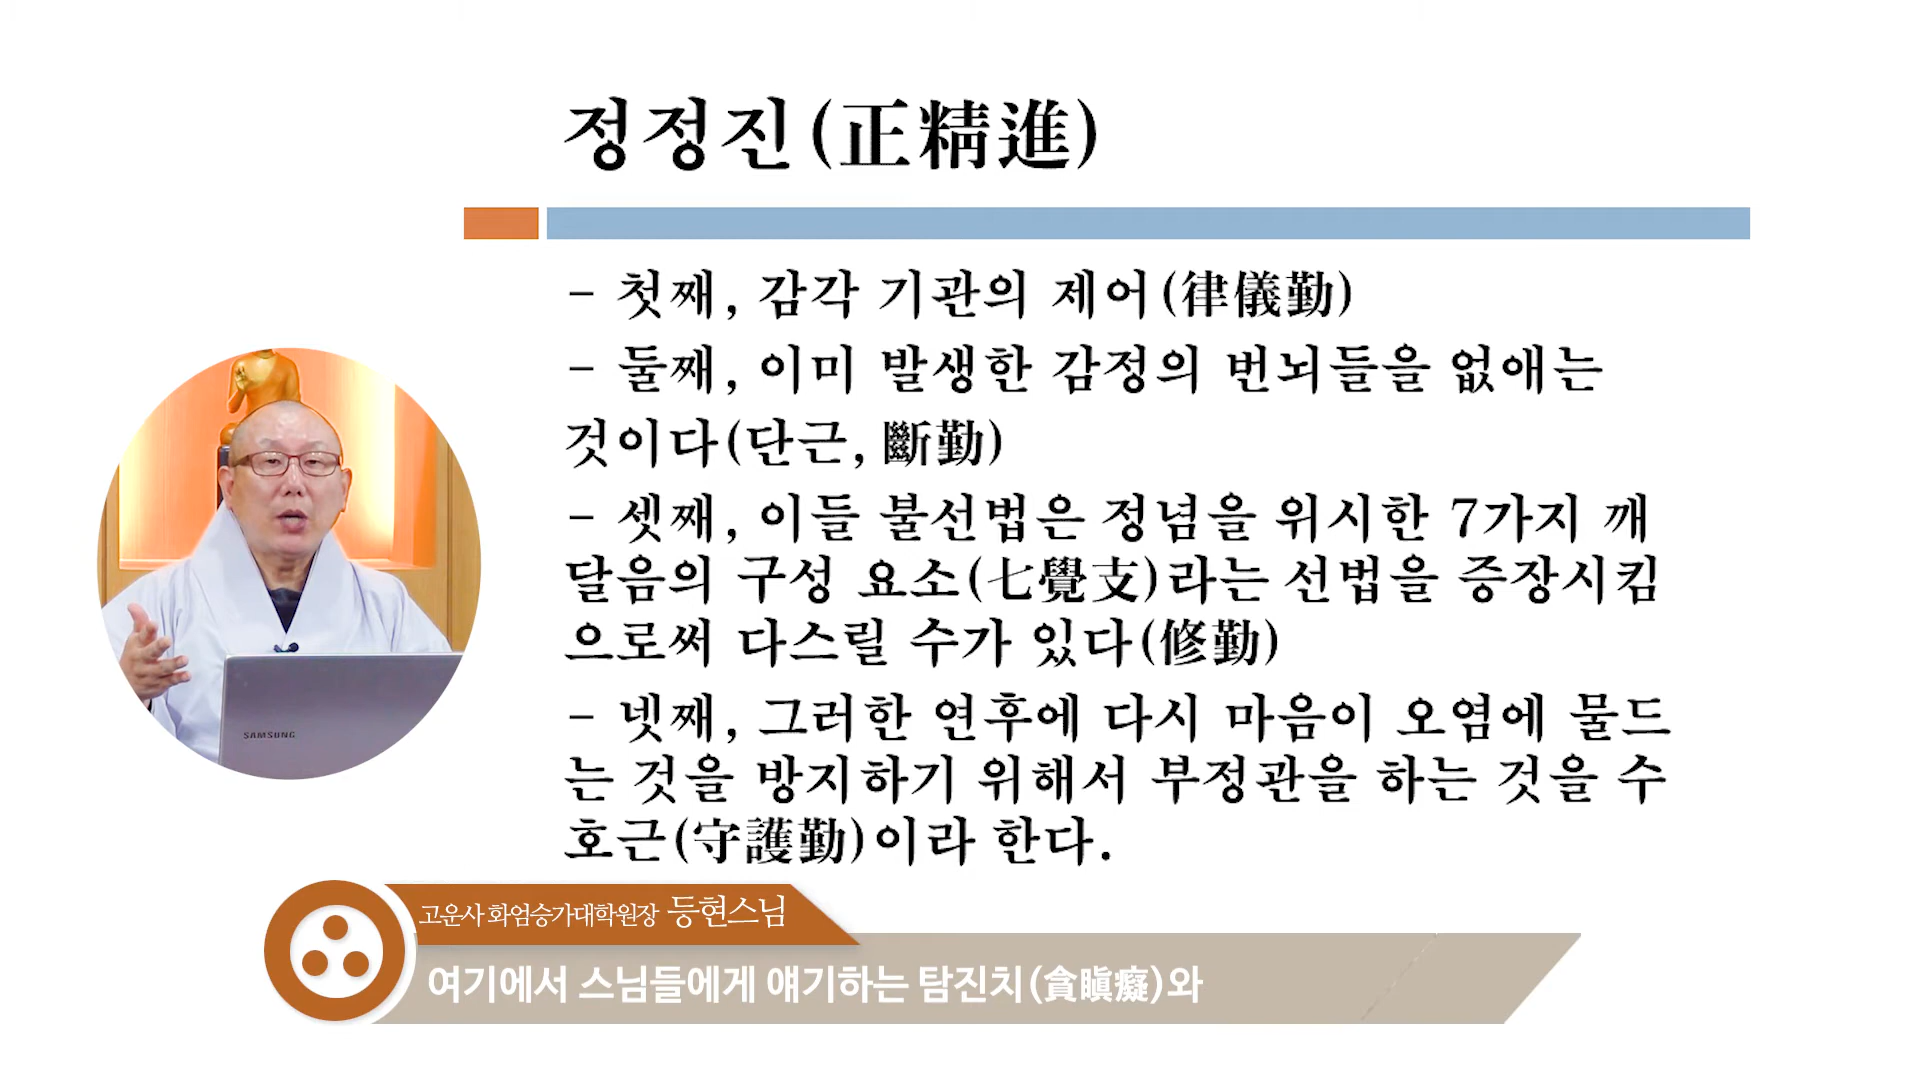 정정진(正精進)
- 첫째, 감각 기관의 제어(律儀勤)
- 둘째, 이미 발생한 감정의 번뇌들을 없애는
것이다(단근, 斷勤)
- 셋째, 이들 불선법은 정념을 위시한 7가지 깨
달음의 구성 요소(七覺支)라는 선법을 증장시킴
으로써 다스릴 수가 있다(修勤)
- 넷째, 그러한 연후에 다시 마음이 오염에 물드
는 것을 방지하기 위해서 부정관을 하는 것을 수
호근(守護勤)이라 한다.
SAMSUNG
고운사 화엄승가대학원장 등현스님
여기에서 스님들에게 얘기하는 탐진치(貪瞋癡)와